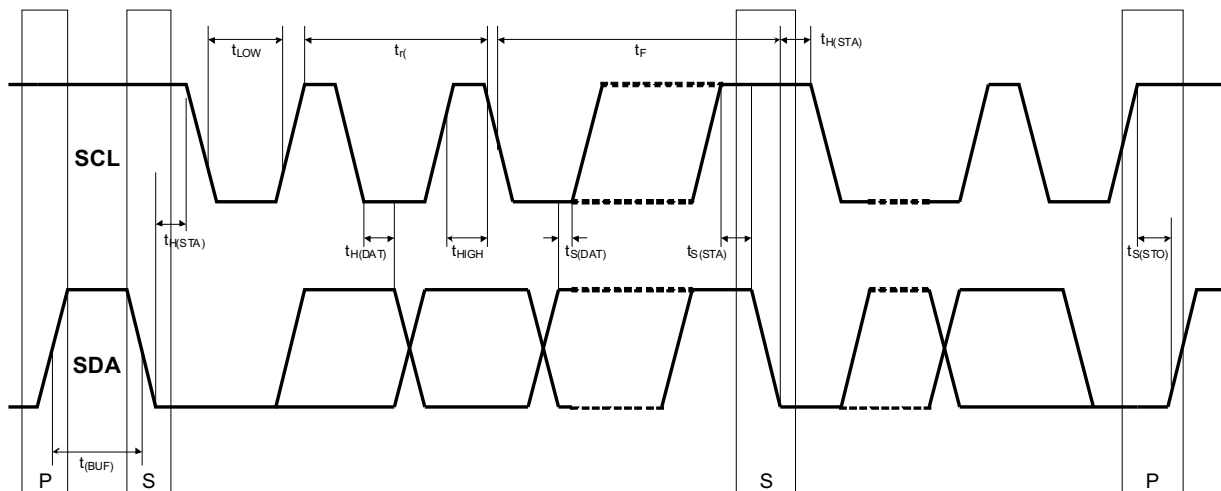 tLOW
tr(
tF
tH(STA)
SCL
tH(STA)
tH(DAT)
tHIGH
tS(DAT)
tS(STA)
tS(STO)
SDA
t(BUF)
P
S
S
P